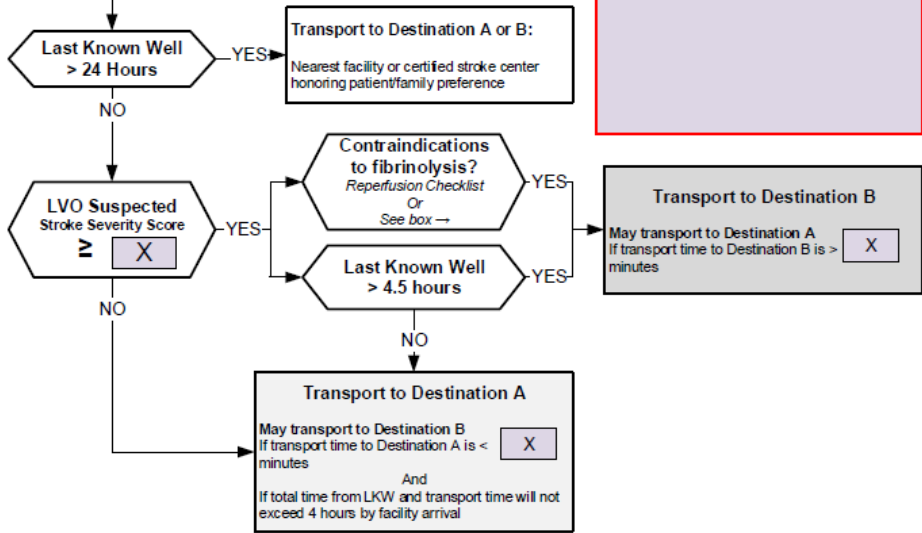 Last Known Well
> 24 Hours
YES
Transport to Destination A or B:
Nearest facility or certified stroke center
honoring patient/family preference
NO
LVO Suspected
Stroke Severity Score
≥ X
YES
Contraindications
to fibrinolysis?
Reperfusion Checklist
Or
See box →
YES
Last Known Well
> 4.5 hours
YES
Transport to Destination B
May transport to Destination A
If transport time to Destination B is > X
minutes
NO
NO
Transport to Destination A
May transport to Destination B
If transport time to Destination A is < X
minutes
And
If total time from LKW and transport time will not
exceed 4 hours by facility arrival